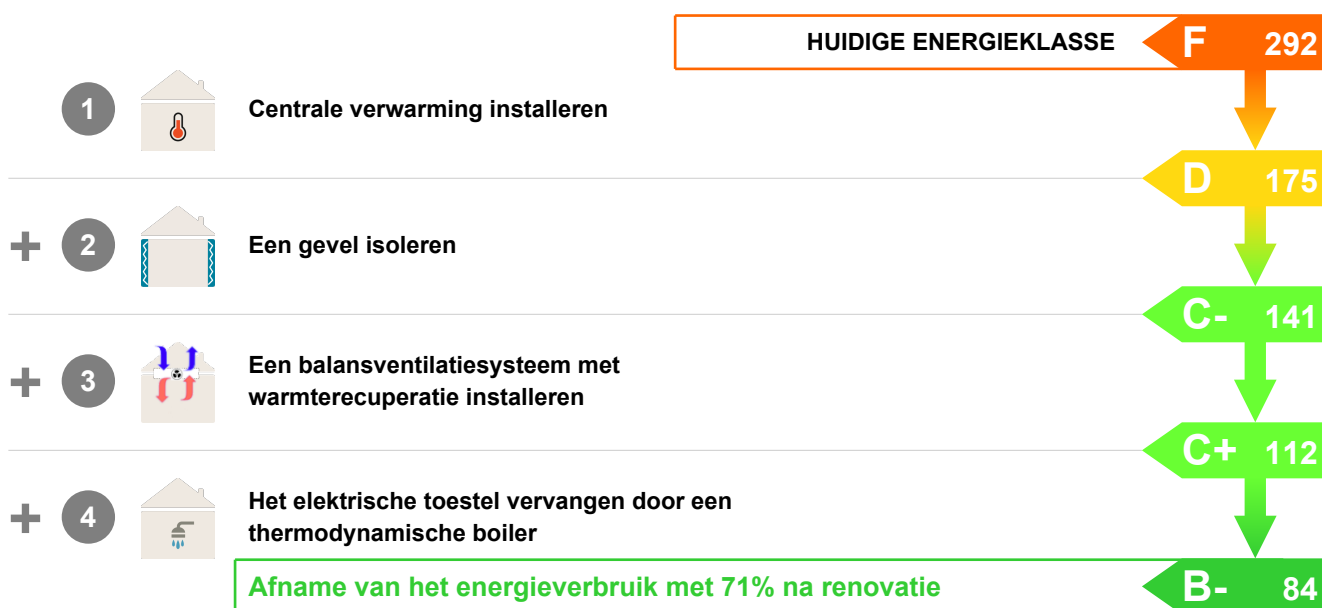 HUIDIGE ENERGIEKLASSE F 292
1 Centrale verwarming installeren
D 175
+ 2 Een gevel isoleren
C- 141
+ 3 Een balansventilatiesysteem met
warmterecuperatie installeren
C+ 112
+ 4 Het elektrische toestel vervangen door een
thermodynamische boiler
Afname van het energieverbruik met 71% na renovatie B- 84